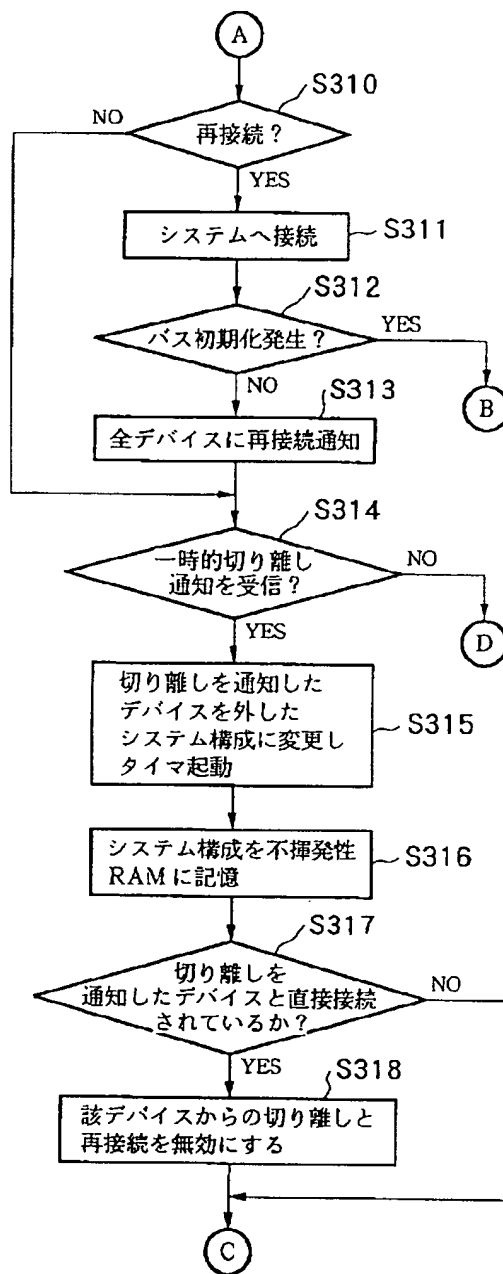 A
S310
NO
再接続？
YES
システムへ接続
S311
S312
バス初期化発生？
YES
B
NO
S313
全デバイスに再接続通知
S314
一時的切り離し
通知を受信？
NO
D
YES
切り離しを通知した
デバイスを外した
システム構成に変更し
タイマ起動
S315
システム構成を不揮発性
RAMに記憶
S316
S317
切り離しを
通知したデバイスと直接接続
されているか？
NO
YES
S318
該デバイスからの切り離しと
再接続を無効にする
C